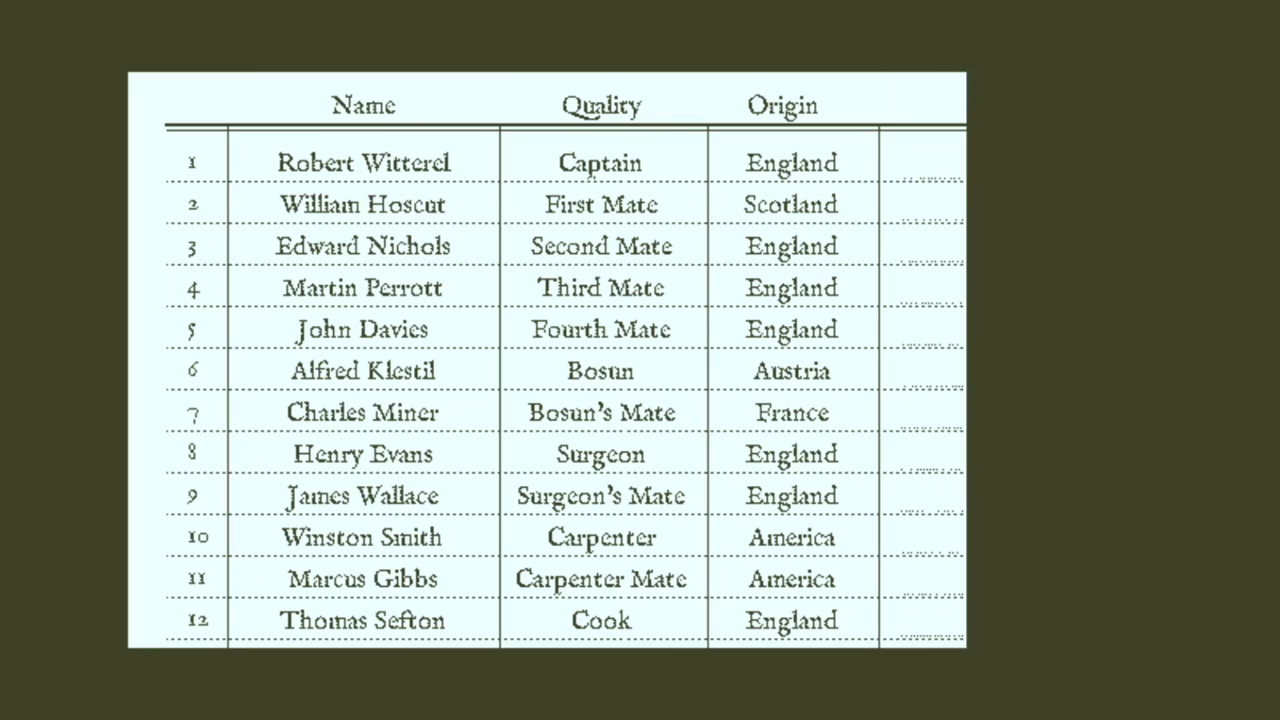 Name Quality Origin
1 Robert Witterel Captain England
2 William Hoscut First Mate Scotland
3 Edward Nichols Second Mate England
4 Martin Perrott Third Mate England
5 John Davies Fourth Mate England
6 Alfred Klestil Bosun Austria
7 Charles Miner Bosun's Mate France
8 Henry Evans Surgeon England
9 James Wallace Surgeon's Mate England
10 Winston Smith Carpenter America
11 Marcus Gibbs Carpenter Mate America
12 Thomas Sefton Cook England